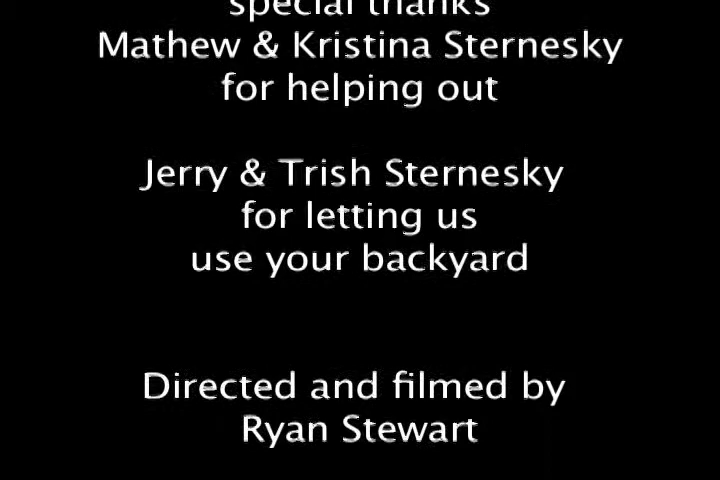 special thanks
Mathew & Kristina Sternesky
for helping out
Jerry & Trish Sternesky
for letting us
use your backyard
Directed and filmed by
Ryan Stewart